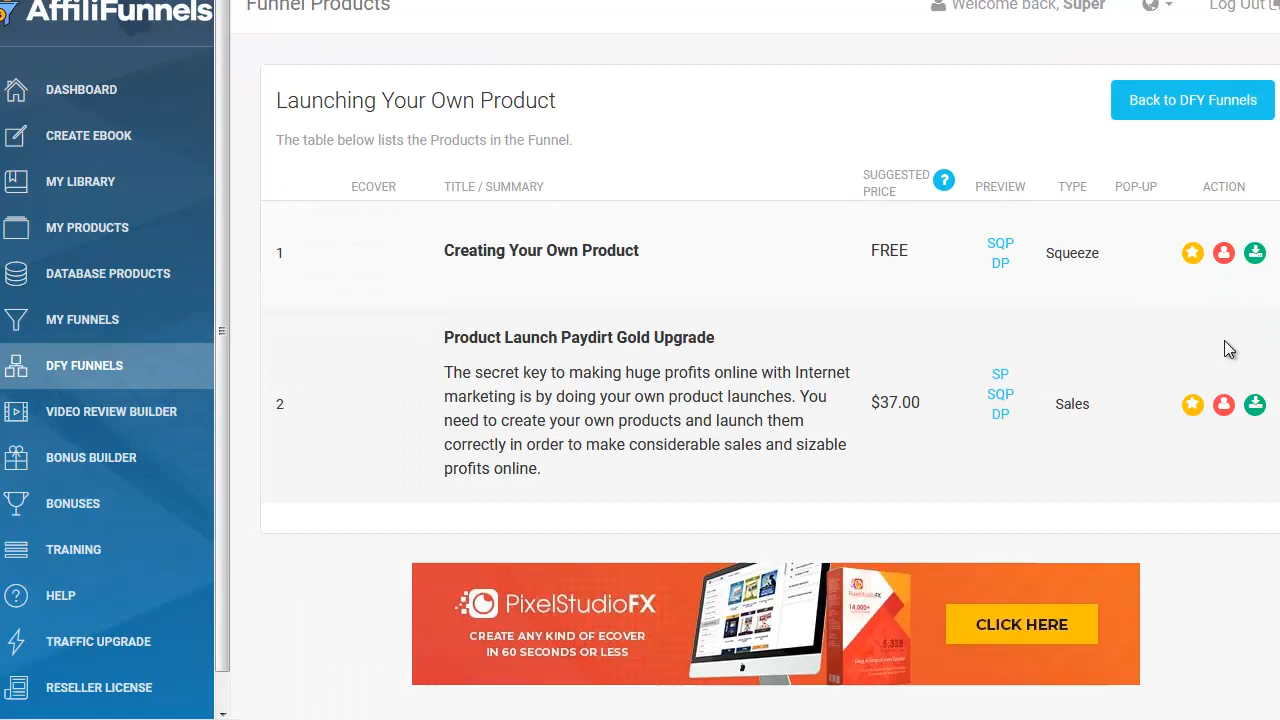 AffiliFunnels
Funnel Products
Welcome back, Super
Log Out
DASHBOARD
CREATE EBOOK
MY LIBRARY
MY PRODUCTS
DATABASE PRODUCTS
MY FUNNELS
DFY FUNNELS
VIDEO REVIEW BUILDER
BONUS BUILDER
BONUSES
TRAINING
HELP
TRAFFIC UPGRADE
RESELLER LICENSE
Launching Your Own Product
Back to DFY Funnels
The table below lists the Products in the Funnel.
ECOVER
TITLE / SUMMARY
SUGGESTED
PRICE
?
PREVIEW
TYPE
POP-UP
ACTION
1
Creating Your Own Product
FREE
SQP
DP
Squeeze
2
Product Launch Paydirt Gold Upgrade
The secret key to making huge profits online with Internet
marketing is by doing your own product launches. You
need to create your own products and launch them
correctly in order to make considerable sales and sizable
profits online.
$37.00
SP
SQP
DP
Sales
PixelStudioFX
CREATE ANY KIND OF ECOVER
IN 60 SECONDS OR LESS
14,000+
5,328
CLICK HERE